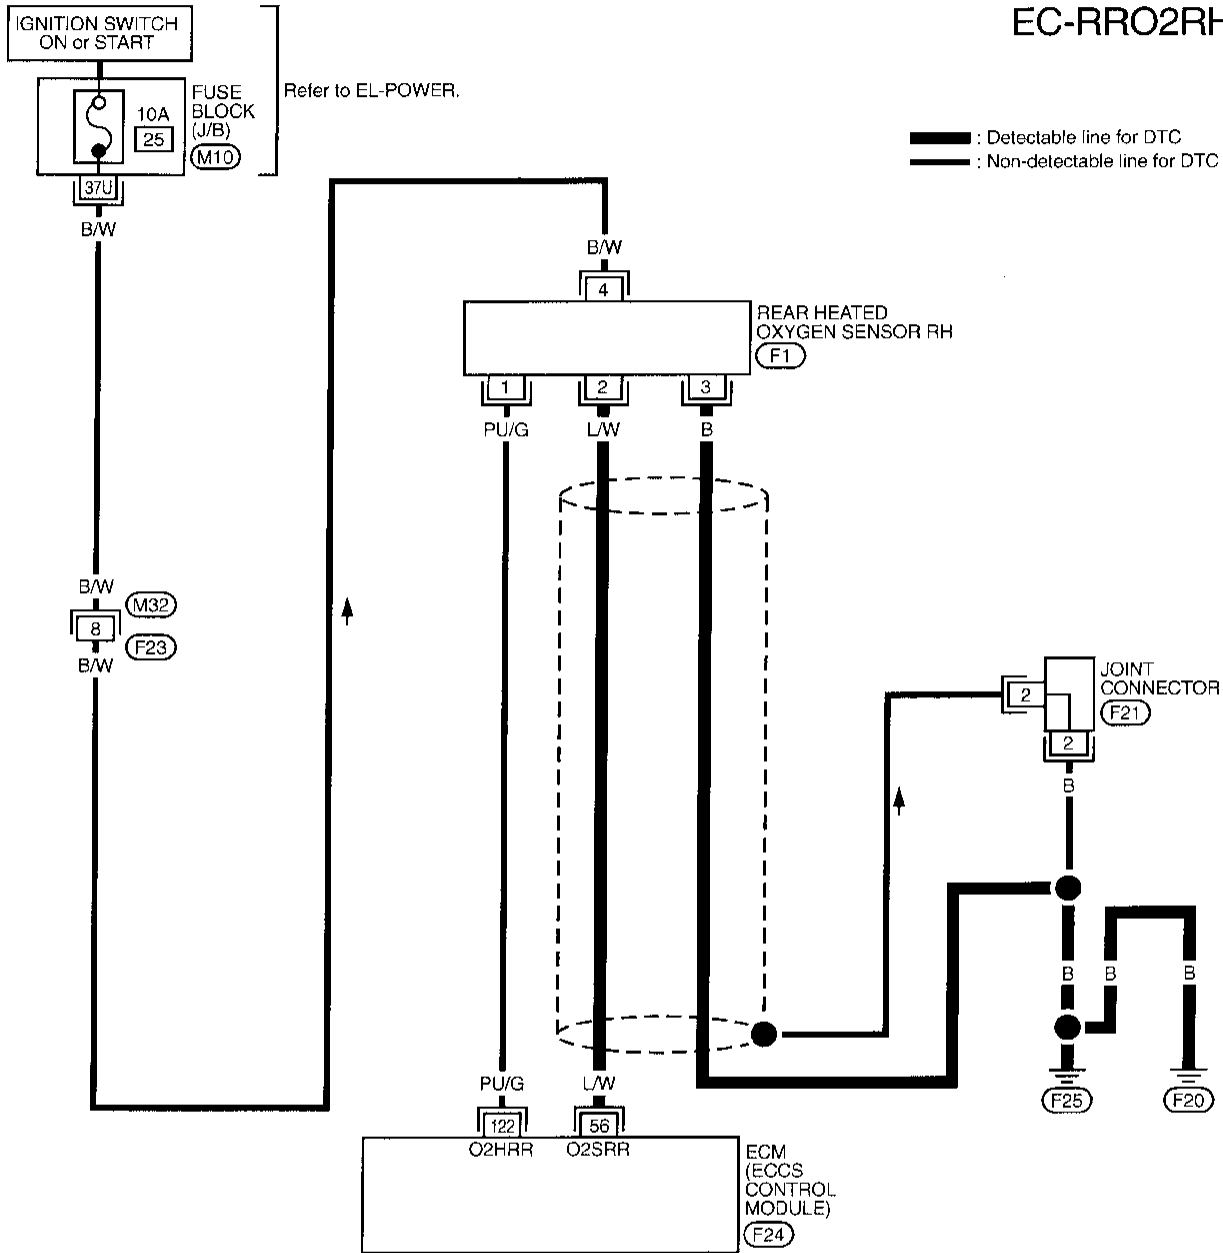 EC-RRO2RH
IGNITION SWITCH
ON or START
FUSE
BLOCK
(J/B)
M10
10A
25
37U
Refer to EL-POWER.
: Detectable line for DTC
: Non-detectable line for DTC
B/W
B/W
4
REAR HEATED
OXYGEN SENSOR RH
F1
1
2
3
PU/G
L/W
B
B/W
M32
8
F23
B/W
2
JOINT
CONNECTOR
F21
2
B
B
B
B
F25
F20
PU/G
L/W
122
56
O2HRR
O2SRR
ECM
(ECCS
CONTROL
MODULE)
F24